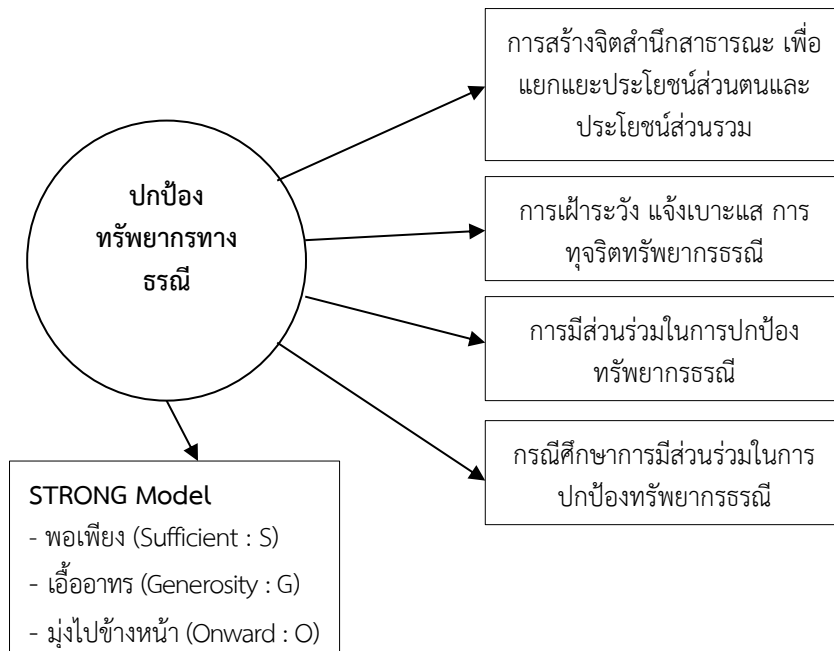 การสร้างจิตสำนึกสาธารณะ เพื่อ
แยกแยะประโยชน์ส่วนตนและ
ประโยชน์ส่วนรวม
ปกป้อง
ทรัพยากรทาง
ธรณี
การเฝ้าระวัง แจ้งเบาะแส การ
ทุจริตทรัพยากรธรณี
การมีส่วนร่วมในการปกป้อง
ทรัพยากรธรณี
กรณีศึกษาการมีส่วนร่วมในการ
ปกป้องทรัพยากรธรณี
STRONG Model
- พอเพียง (Sufficient : S)
- เอื้ออาทร (Generosity : G)
- มุ่งไปข้างหน้า (Onward : O)